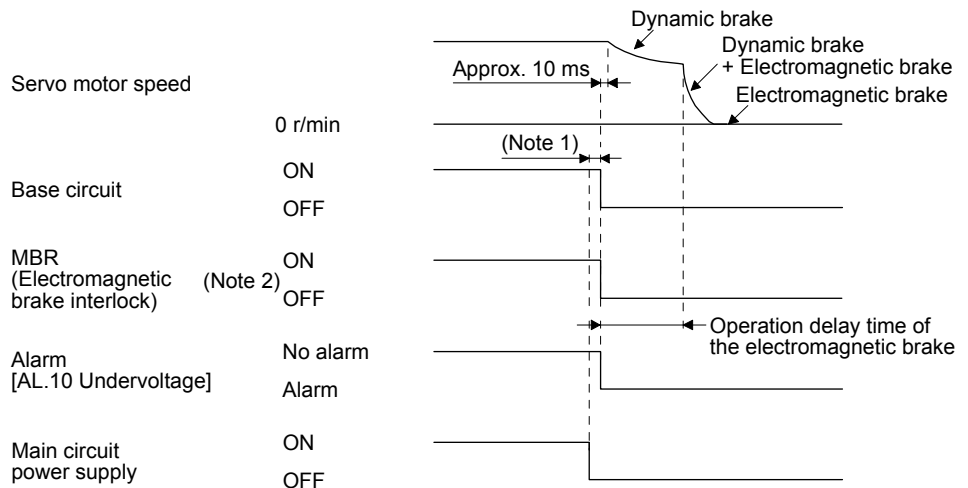 Dynamic brake
Dynamic brake
+ Electromagnetic brake
Approx. 10 ms
Servo motor speed
Electromagnetic brake
0 r/min
(Note 1)
ON
Base circuit
OFF
MBR
(Electromagnetic
brake interlock)
(Note 2)
ON
OFF
Operation delay time of
the electromagnetic brake
No alarm
Alarm
[AL.10 Undervoltage]
Alarm
ON
Main circuit
power supply
OFF